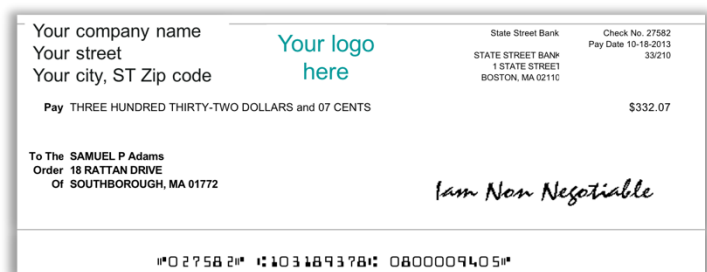 Your company name
Your street
Your city, ST Zip code
Your logo
here
State Street Bank
STATE STREET BANK
1 STATE STREET
BOSTON, MA 02110
Check No. 27582
Pay Date 10-18-2013
33/210
Pay THREE HUNDRED THIRTY-TWO DOLLARS and 07 CENTS $332.07
To The SAMUEL P Adams
Order 18 RATTAN DRIVE
Of SOUTHBOROUGH, MA 01772
Iam Non Negotiable
⑈027582⑈ ⑆103189378⑆ 0800009405⑈